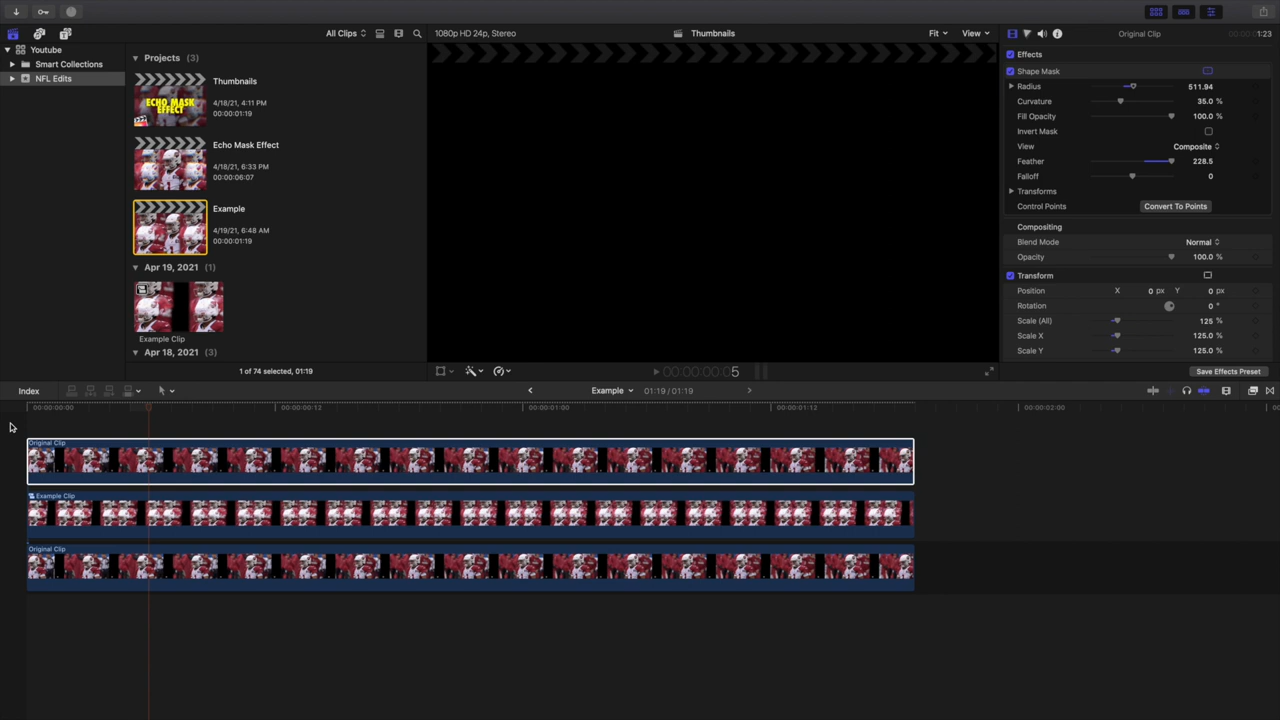 All Clips
1080p HD 24p, Stereo
Thumbnails
Fit
View
Original Clip
1:23
Youtube
Smart Collections
NFL Edits
Projects (3)
Thumbnails
4/18/21, 4:11 PM
00:00:01:19
ECHO MASK
EFFECT
Echo Mask Effect
4/18/21, 6:33 PM
00:00:06:07
Example
4/19/21, 6:48 AM
00:00:01:19
Apr 19, 2021 (1)
Example Clip
Apr 18, 2021 (3)
1 of 74 selected, 01:19
00:00:00:05
Effects
Shape Mask
Radius 511.94
Curvature 35.0 %
Fill Opacity 100.0 %
Invert Mask
View Composite
Feather 228.5
Falloff 0
Transforms
Control Points Convert To Points
Compositing
Blend Mode Normal
Opacity 100.0 %
Transform
Position X 0 px Y 0 px
Rotation 0 °
Scale (All) 125 %
Scale X 125.0 %
Scale Y 125.0 %
Save Effects Preset
Index
Example
01:19 / 01:19
00:00:00:00
00:00:00:12
00:00:01:00
00:00:01:12
00:00:02:00
Original Clip
Example Clip
Original Clip